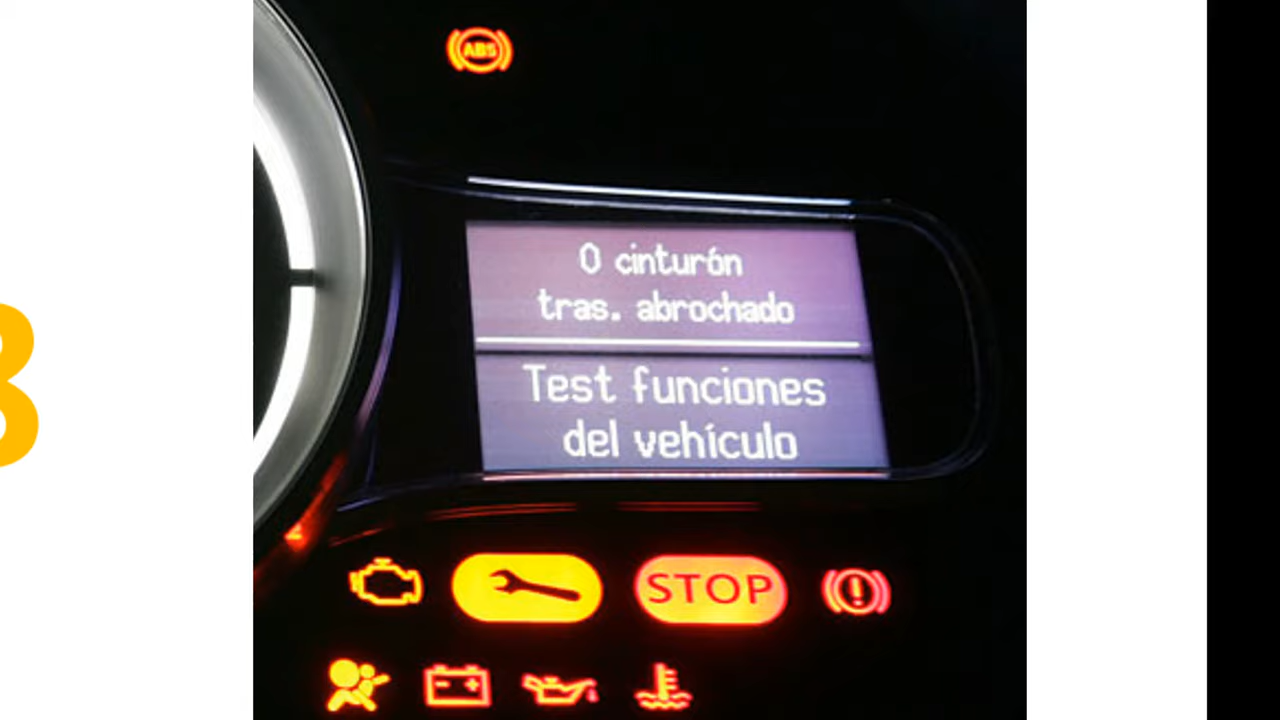 ABS
0 cinturón
tras. abrochado
Test funciones
del vehículo
STOP